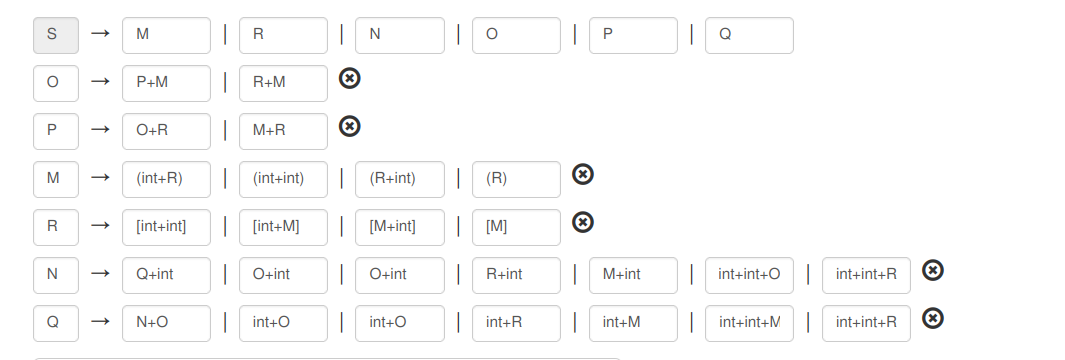 S → M | R | N | O | P | Q
O → P+M | R+M
P → O+R | M+R
M → (int+R) | (int+int) | (R+int) | (R)
R → [int+int] | [int+M] | [M+int] | [M]
N → Q+int | O+int | O+int | R+int | M+int | int+int+O | int+int+R
Q → N+O | int+O | int+O | int+R | int+M | int+int+M | int+int+R